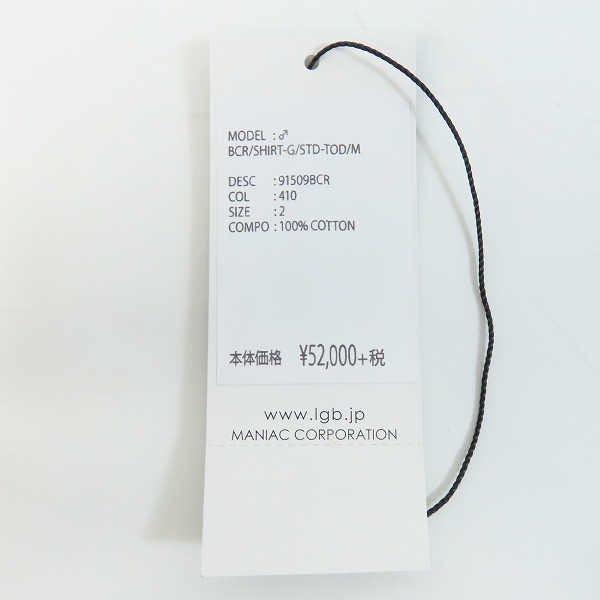 MODEL : ♂
BCR/SHIRT-G/STD-TOD/M
DESC : 91509BCR
COL : 410
SIZE : 2
COMPO : 100% COTTON
本体価格 ¥52,000+税
www.lgb.jp
MANIAC CORPORATION